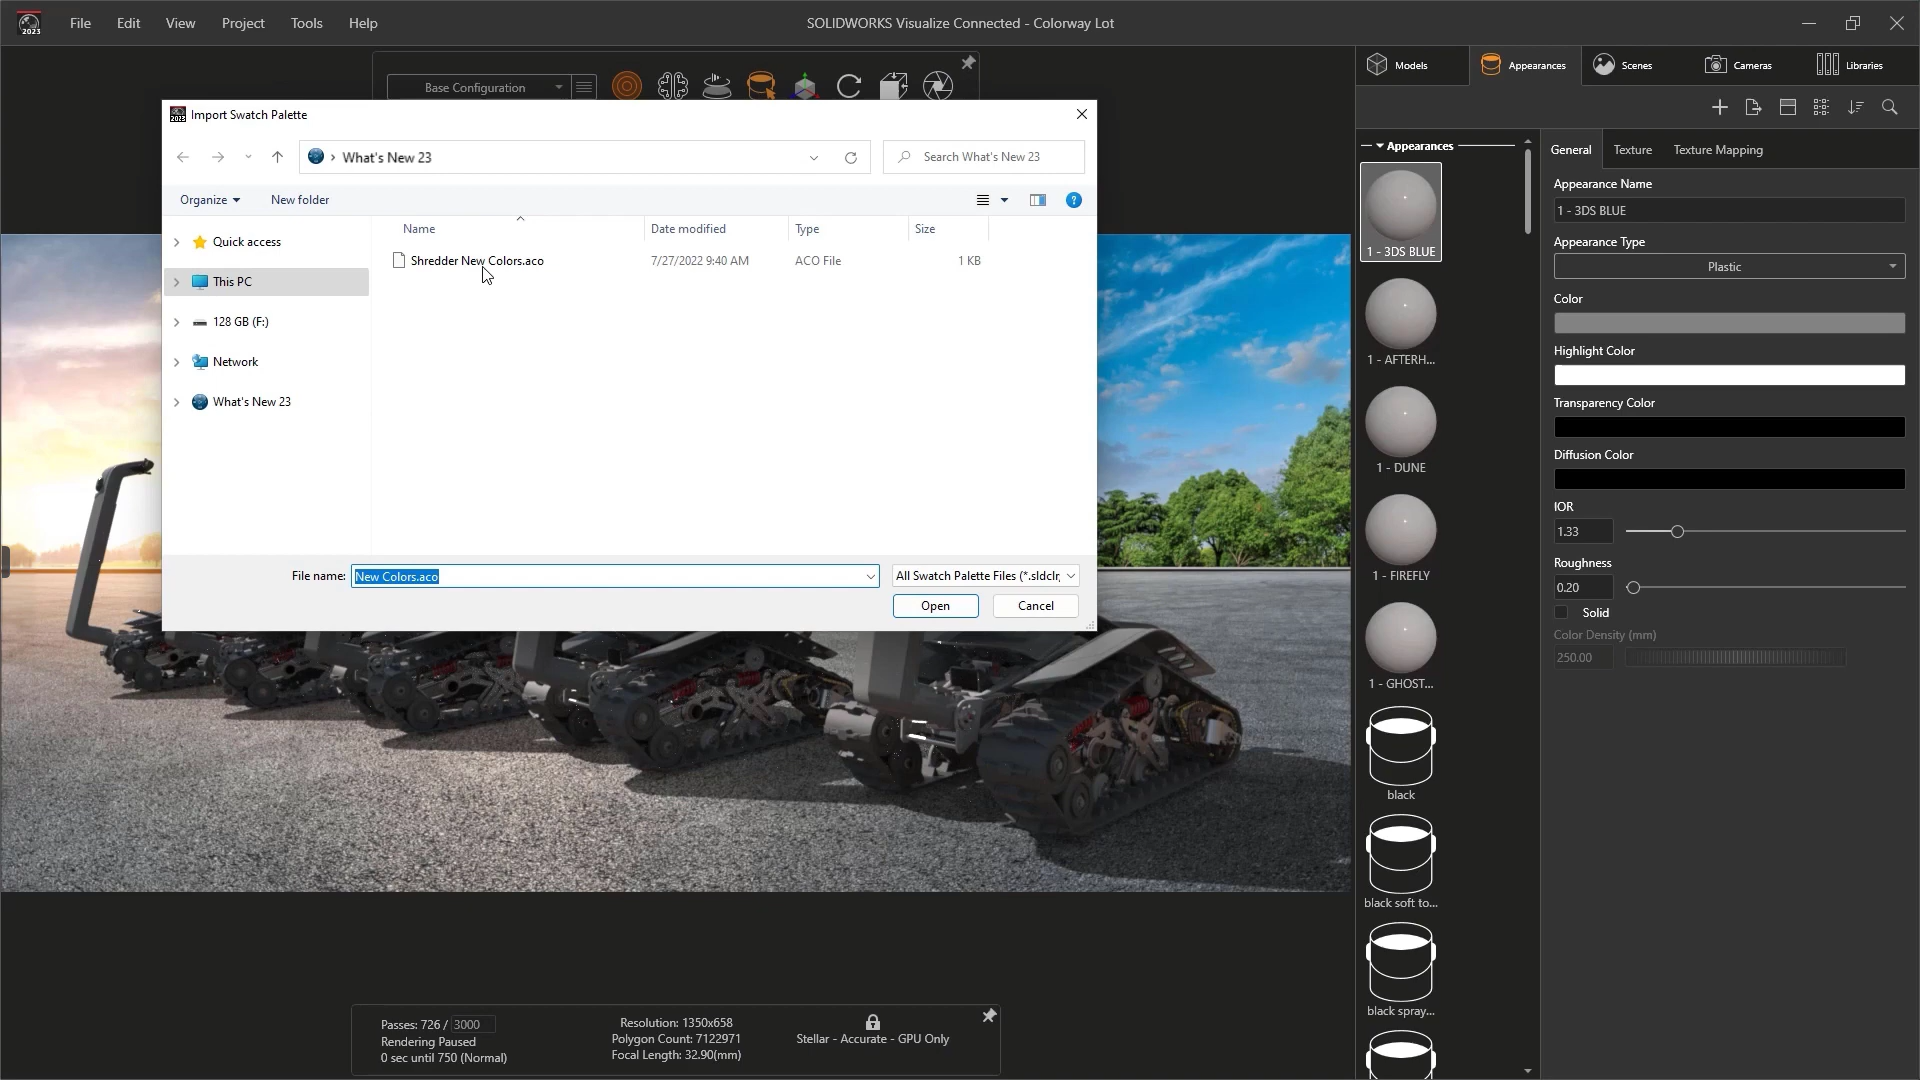 2023
File
Edit
View
Project
Tools
Help
SOLIDWORKS Visualize Connected - Colorway Lot
Base Configuration
Models
Appearances
Scenes
Cameras
Libraries
2023
Import Swatch Palette
What's New 23
Search What's New 23
Organize
New folder
?
Name
Date modified
Type
Size
Shredder New Colors.aco
7/27/2022 9:40 AM
ACO File
1 KB
Quick access
This PC
128 GB (F:)
Network
What's New 23
File name:
New Colors.aco
All Swatch Palette Files (*.sldclr,
Open
Cancel
Appearances
1 - 3DS BLUE
1 - AFTERH...
1 - DUNE
1 - FIREFLY
1 - GHOST...
black
black soft to...
black spray...
General
Texture
Texture Mapping
Appearance Name
1 - 3DS BLUE
Appearance Type
Plastic
Color
Highlight Color
Transparency Color
Diffusion Color
IOR
1.33
Roughness
0.20
Solid
Color Density (mm)
250.00
Passes: 726 / 3000
Rendering Paused
0 sec until 750 (Normal)
Resolution: 1350x658
Polygon Count: 7122971
Focal Length: 32.90(mm)
Stellar - Accurate - GPU Only